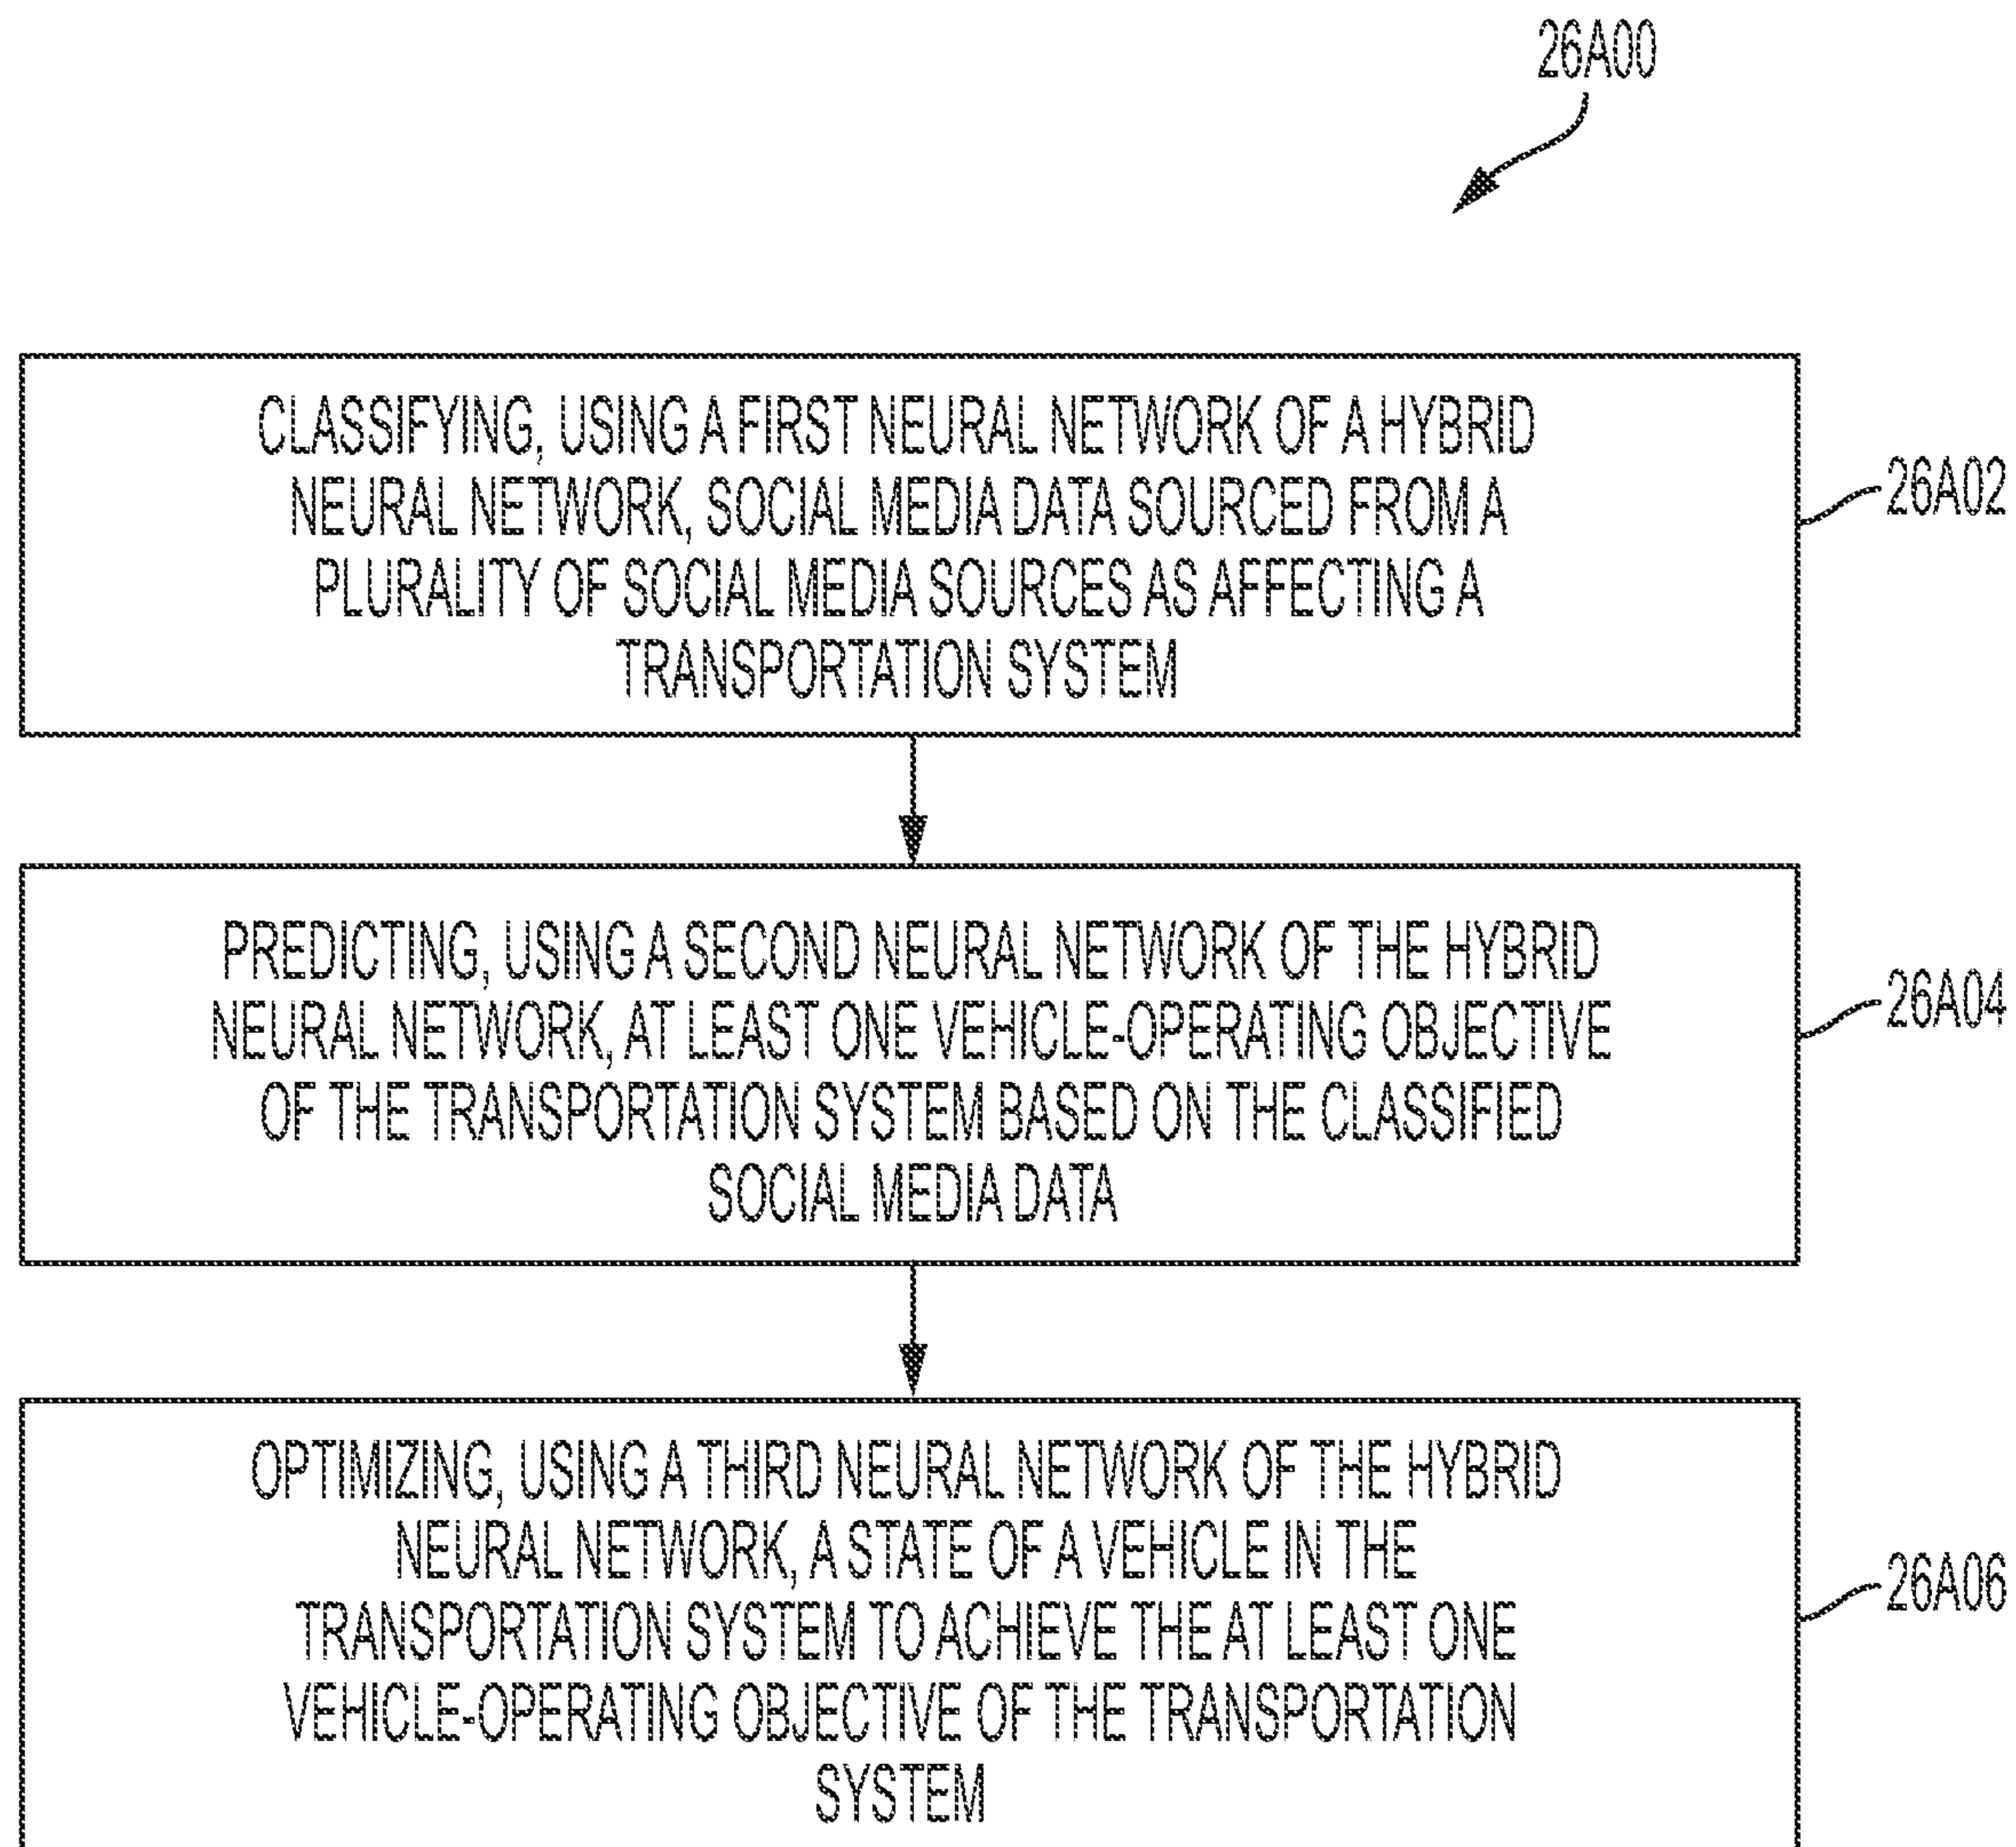 26A00
CLASSIFYING, USING A FIRST NEURAL NETWORK OF A HYBRID
NEURAL NETWORK, SOCIAL MEDIA DATA SOURCED FROM A
PLURALITY OF SOCIAL MEDIA SOURCES AS AFFECTING A
TRANSPORTATION SYSTEM
26A02
PREDICTING, USING A SECOND NEURAL NETWORK OF THE HYBRID
NEURAL NETWORK, AT LEAST ONE VEHICLE-OPERATING OBJECTIVE
OF THE TRANSPORTATION SYSTEM BASED ON THE CLASSIFIED
SOCIAL MEDIA DATA
26A04
OPTIMIZING, USING A THIRD NEURAL NETWORK OF THE HYBRID
NEURAL NETWORK, A STATE OF A VEHICLE IN THE
TRANSPORTATION SYSTEM TO ACHIEVE THE AT LEAST ONE
VEHICLE-OPERATING OBJECTIVE OF THE TRANSPORTATION
SYSTEM
26A06